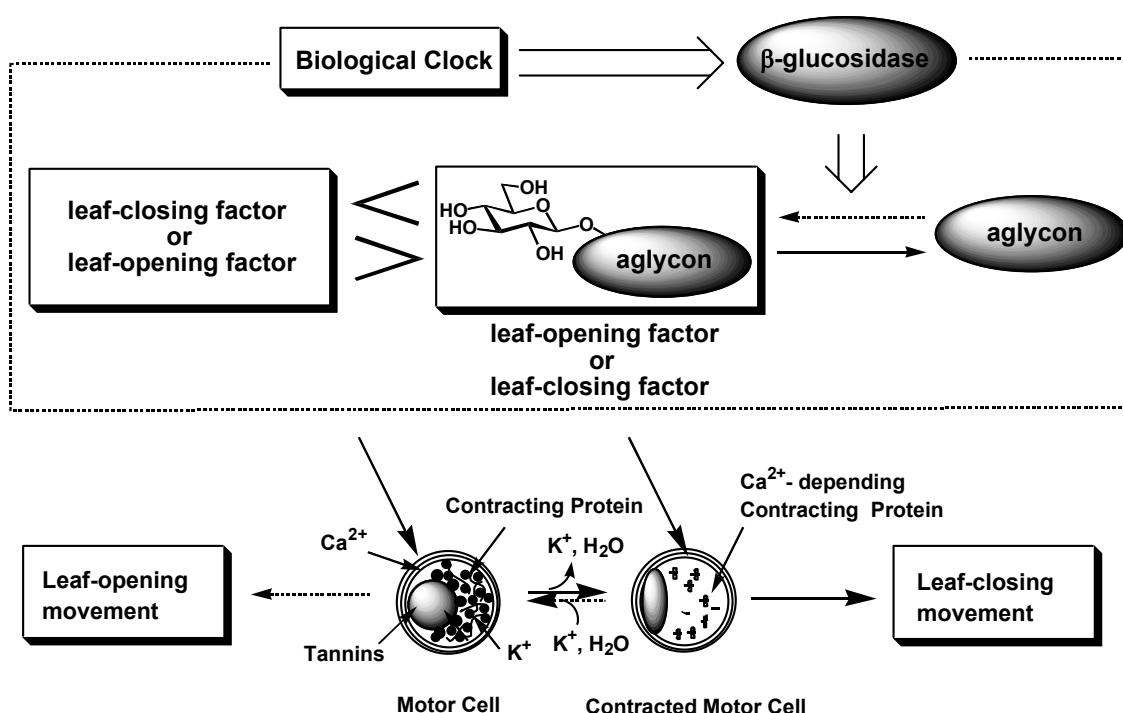 Biological Clock
β-glucosidase
leaf-closing factor
or
leaf-opening factor
OH
HO
HO
O
O
OH
aglycon
aglycon
leaf-opening factor
or
leaf-closing factor
Ca2+- depending
Contracting Protein
Contracting Protein
Ca2+
K+, H2O
Leaf-opening
movement
Leaf-closing
movement
Tannins
K+
K+, H2O
Motor Cell
Contracted Motor Cell